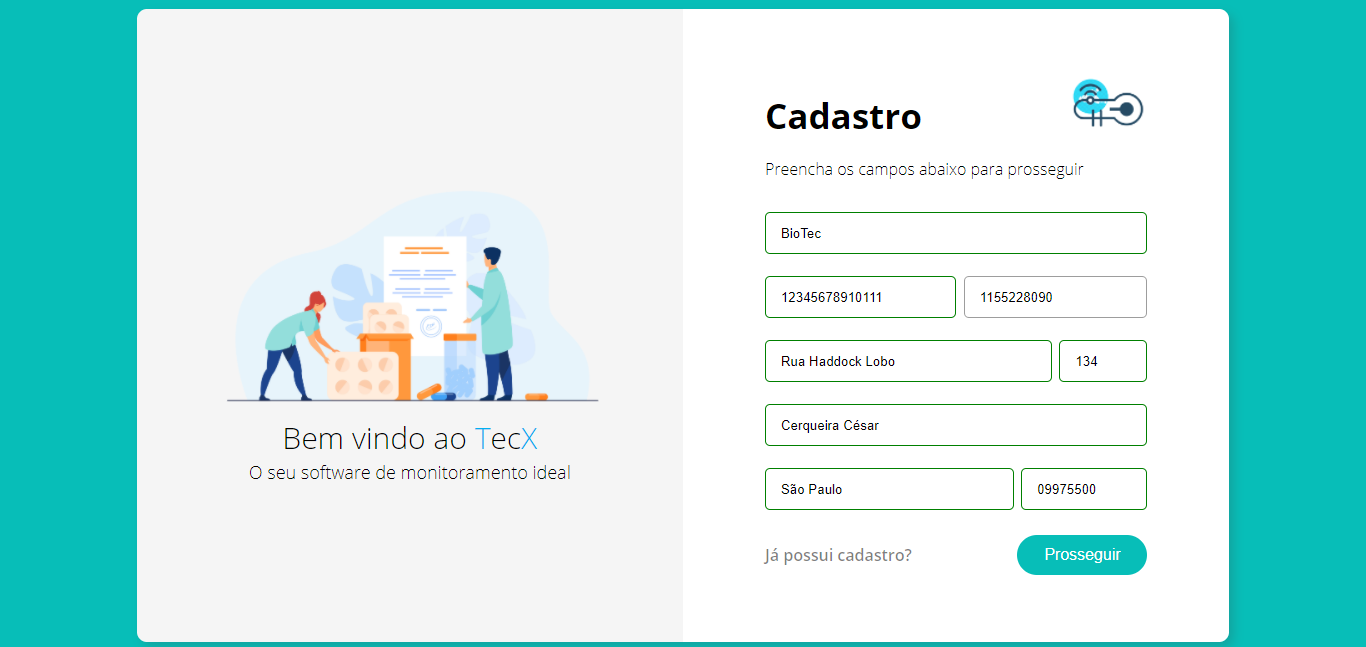 Cadastro
Preencha os campos abaixo para prosseguir
BioTec
12345678910111 1155228090
Rua Haddock Lobo 134
Cerqueira César
São Paulo 09975500
Já possui cadastro? Prosseguir
Bem vindo ao TecX
O seu software de monitoramento ideal